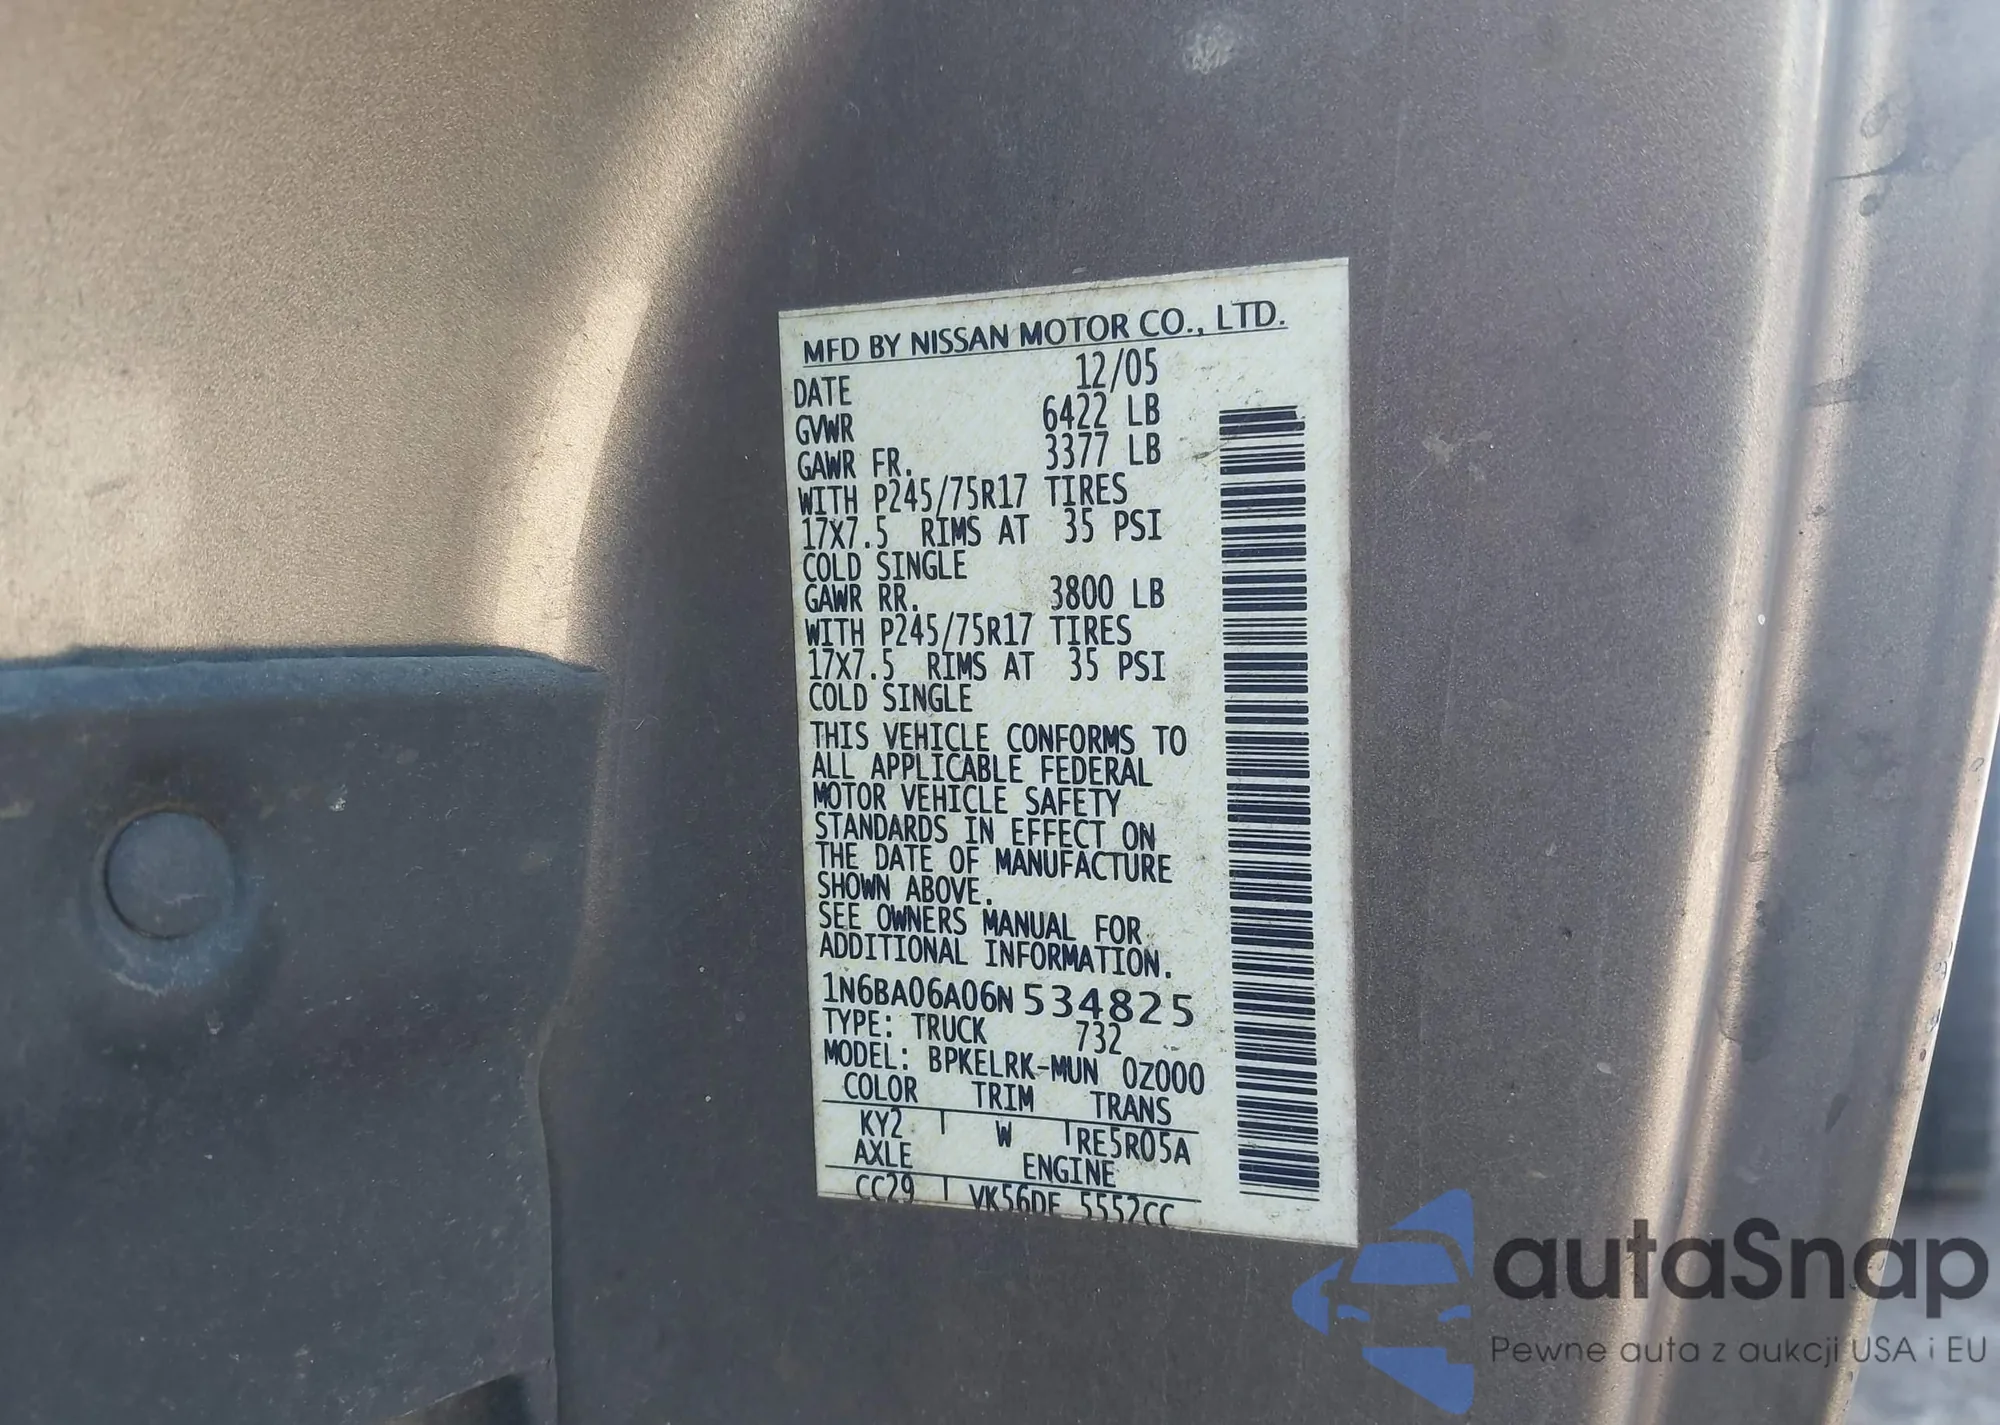 MFD BY NISSAN MOTOR CO., LTD.
DATE 12/05
GVWR 6422 LB
GAWR FR. 3377 LB
WITH P245/75R17 TIRES
17X7.5 RIMS AT 35 PSI
COLD SINGLE
GAWR RR. 3800 LB
WITH P245/75R17 TIRES
17X7.5 RIMS AT 35 PSI
COLD SINGLE
THIS VEHICLE CONFORMS TO
ALL APPLICABLE FEDERAL
MOTOR VEHICLE SAFETY
STANDARDS IN EFFECT ON
THE DATE OF MANUFACTURE
SHOWN ABOVE.
SEE OWNERS MANUAL FOR
ADDITIONAL INFORMATION.
1N6BA06A06N534825
TYPE: TRUCK 732
MODEL: BPKELRK-MUN 0Z000
COLOR TRIM TRANS
KY2 W RE5R05A
AXLE ENGINE
CC29 VK56DE 5552CC
autaSnap
Pewne auta z aukcji USA i EU